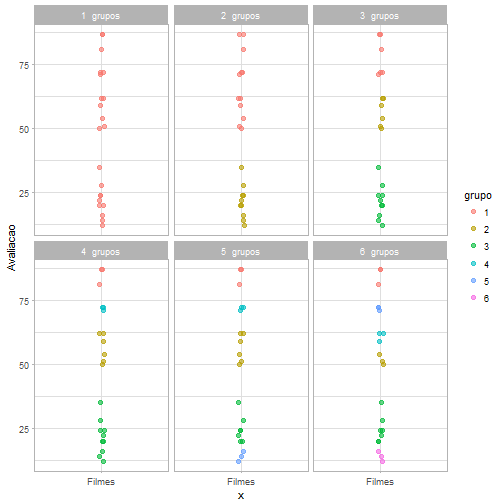 1 grupos
2 grupos
3 grupos
75
50
25
4 grupos
5 grupos
6 grupos
75
50
25
Filmes
Filmes
Filmes
x
Avaliacao
grupo
1
2
3
4
5
6